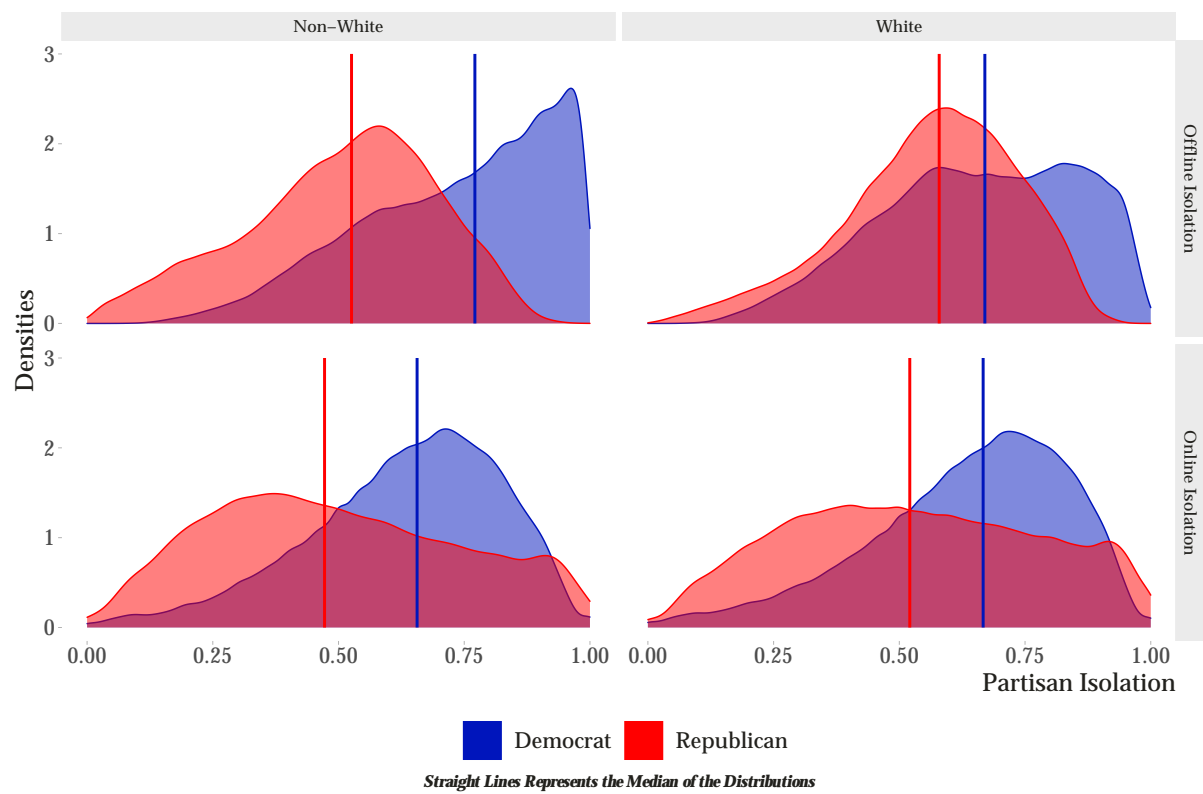 Non−White
White
3
2
1
0
Offline Isolation
Densities
3
2
1
0
Online Isolation
0.00 0.25 0.50 0.75 1.00
0.00 0.25 0.50 0.75 1.00
Partisan Isolation
Democrat
Republican
Straight Lines Represents the Median of the Distributions